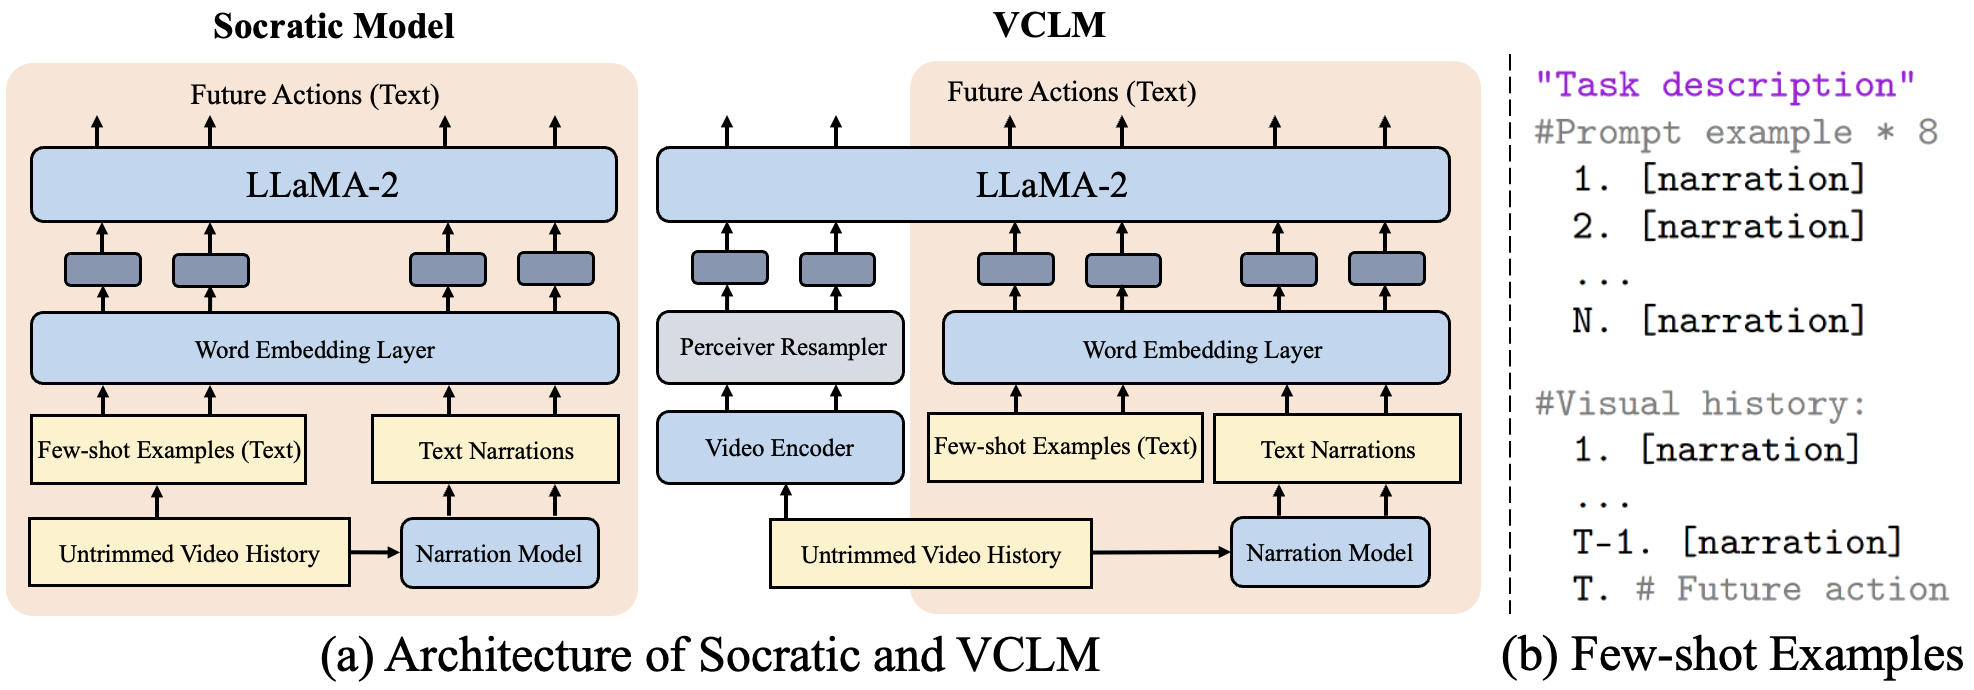 Socratic Model
Future Actions (Text)
LLaMA-2
Word Embedding Layer
Few-shot Examples (Text)
Text Narrations
Untrimmed Video History
Narration Model
VCLM
Future Actions (Text)
LLaMA-2
Perceiver Resampler
Word Embedding Layer
Video Encoder
Few-shot Examples (Text)
Text Narrations
Untrimmed Video History
Narration Model
(a) Architecture of Socratic and VCLM
"Task description"
#Prompt example * 8
1. [narration]
2. [narration]
...
N. [narration]
#Visual history:
1. [narration]
...
T-1. [narration]
T. # Future action
(b) Few-shot Examples